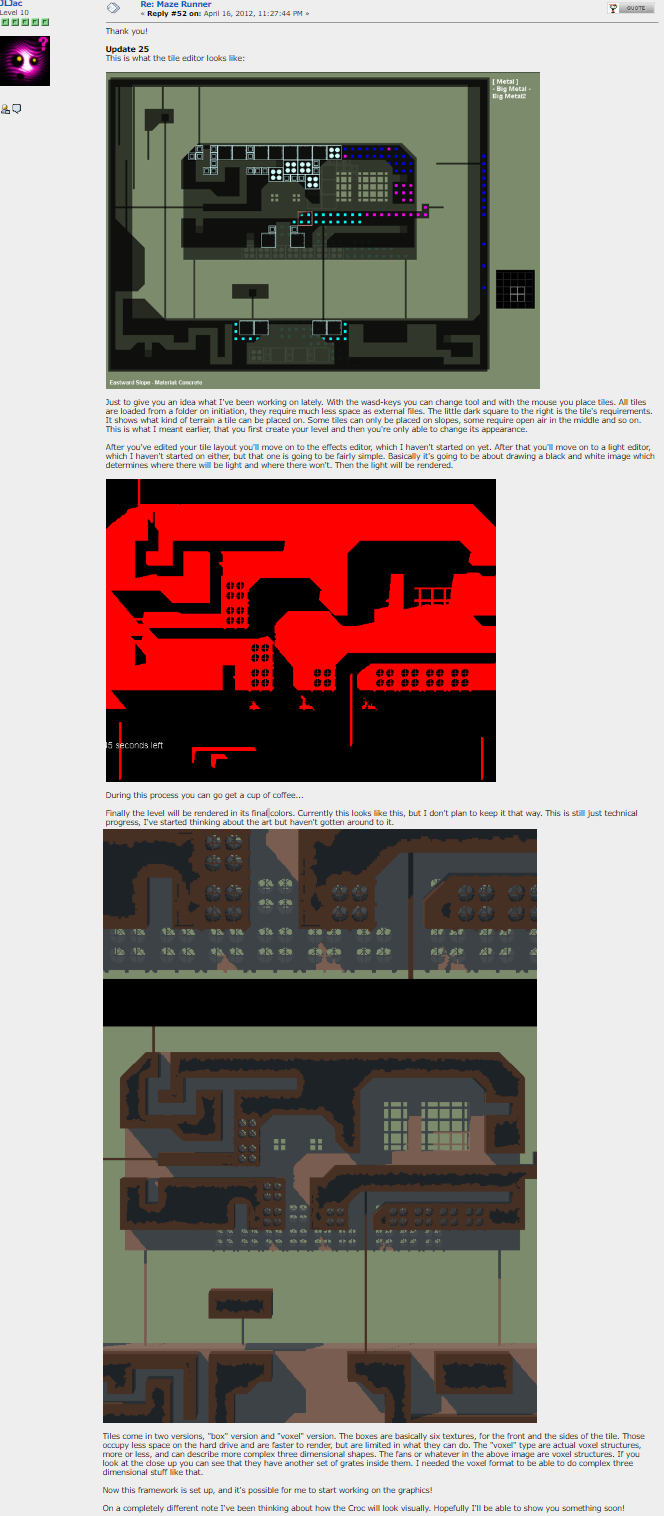 JLJac
Level 10
Re: Maze Runner
« Reply #52 on: April 16, 2012, 11:27:44 PM »
QUOTE
Thank you!
Update 25
This is what the tile editor looks like:
[ Metal ]
- Big Metal -
Big Metal2
Eastward Slope - Material: Concrete
Just to give you an idea what I've been working on lately. With the wasd-keys you can change tool and with the mouse you place tiles. All tiles
are loaded from a folder on initiation, they require much less space as external files. The little dark square to the right is the tile's requirements.
It shows what kind of terrain a tile can be placed on. Some tiles can only be placed on slopes, some require open air in the middle and so on.
This is what I meant earlier, that you first create your level and then you're only able to change its appearance.
After you've edited your tile layout you'll move on to the effects editor, which I haven't started on yet. After that you'll move on to a light editor,
which I haven't started on either, but that one is going to be fairly simple. Basically it's going to be about drawing a black and white image which
determines where there will be light and where there won't. Then the light will be rendered.
seconds left
During this process you can go get a cup of coffee...
Finally the level will be rendered in its final colors. Currently this looks like this, but I don't plan to keep it that way. This is still just technical
progress, I've started thinking about the art but haven't gotten around to it.
Tiles come in two versions, "box" version and "voxel" version. The boxes are basically six textures, for the front and the sides of the tile. Those
occupy less space on the hard drive and are faster to render, but are limited in what they can do. The "voxel" type are actual voxel structures,
more or less, and can describe more complex three dimensional shapes. The fans or whatever in the above image are voxel structures. If you
look at the close up you can see that they have another set of grates inside them. I needed the voxel format to be able to do complex three
dimensional stuff like that.
Now this framework is set up, and it's possible for me to start working on the graphics!
On a completely different note I've been thinking about how the Croc will look visually. Hopefully I'll be able to show you something soon!